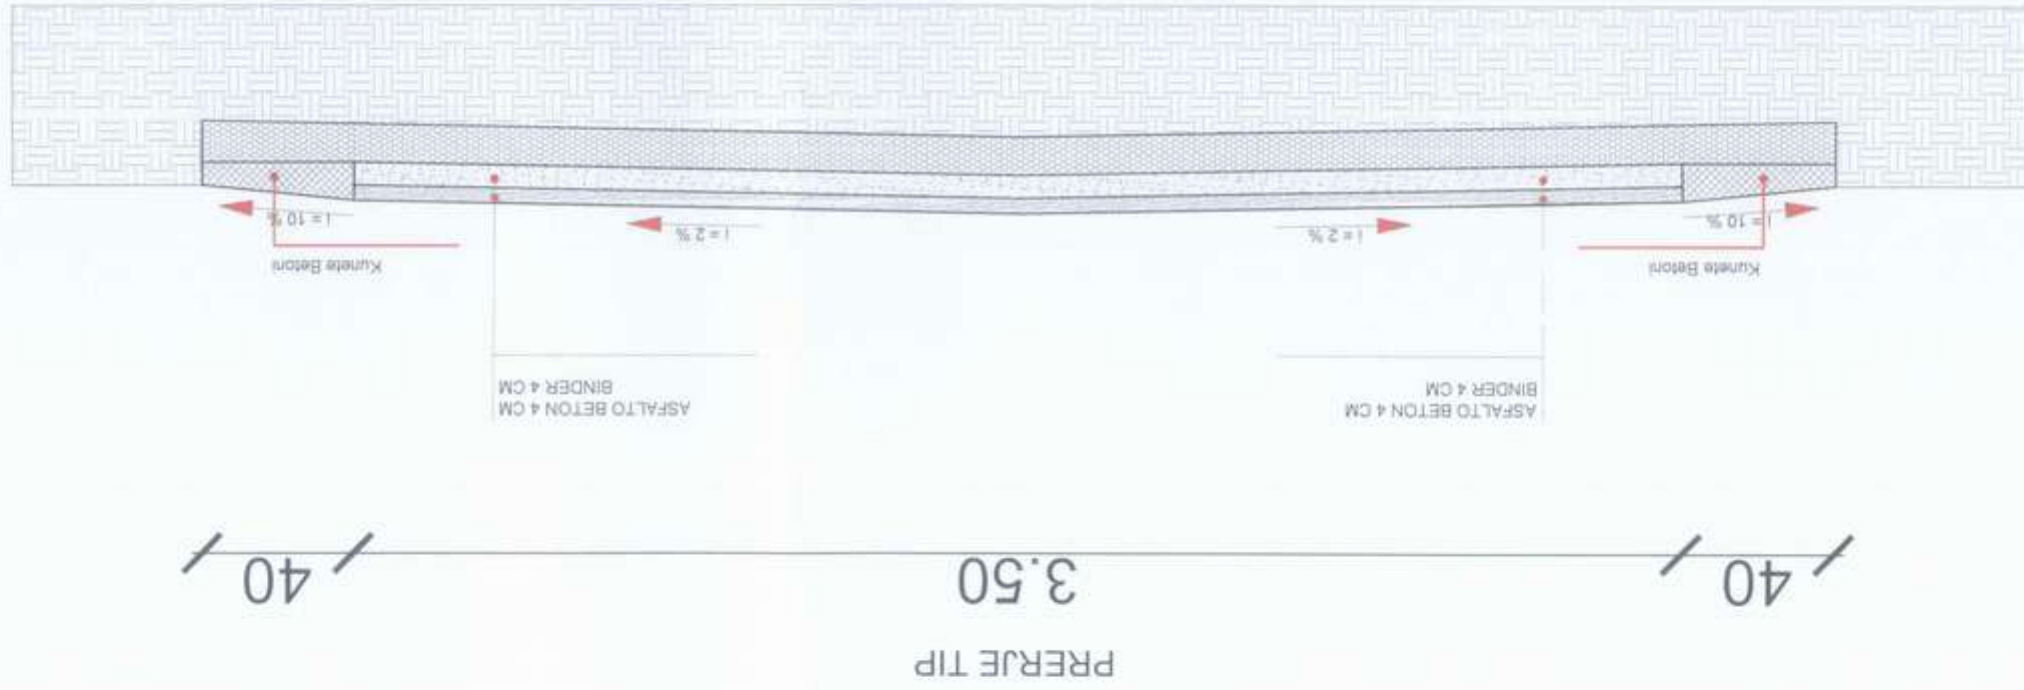 PRERJE TIP
40
3.50
40
ASFALTO BETON 4 CM
BINDER 4 CM
ASFALTO BETON 4 CM
BINDER 4 CM
Kunete Betoni
Kunete Betoni
i = 10 %
i = 2 %
i = 2 %
i = 10 %